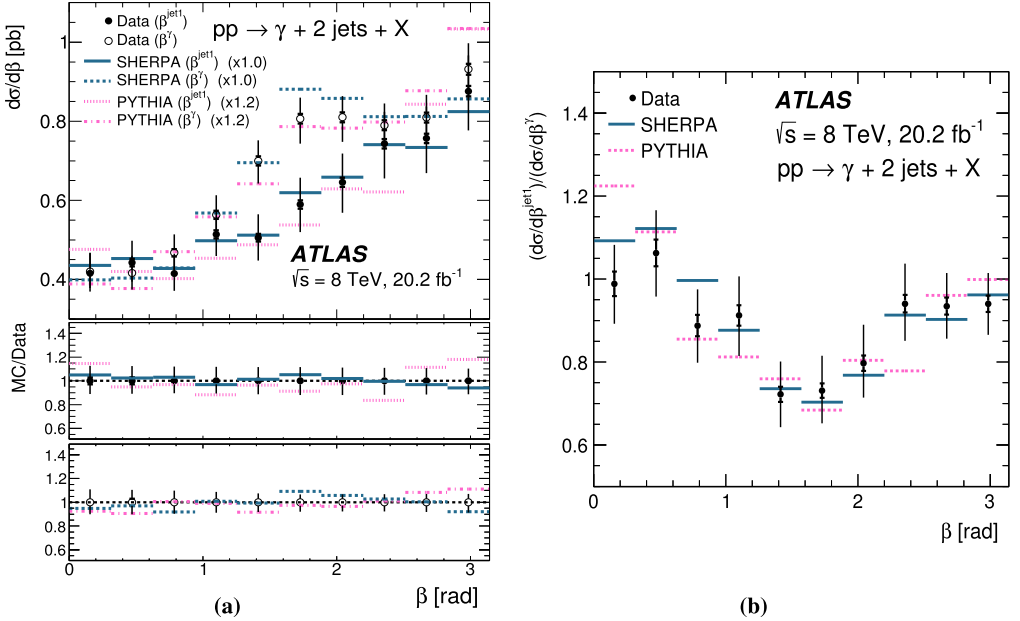 dσ/dβ [pb]
1
0.8
0.6
0.4
Data (β^jet1)
Data (β^γ)
SHERPA (β^jet1) (x1.0)
SHERPA (β^γ) (x1.0)
PYTHIA (β^jet1) (x1.2)
PYTHIA (β^γ) (x1.2)
pp → γ + 2 jets + X
ATLAS
√s = 8 TeV, 20.2 fb⁻¹
MC/Data
1.4
1.2
1
0.8
0.6
1.4
1.2
1
0.8
0.6
0 1 2 3
β [rad]
(a)
(dσ/dβ^jet1)/(dσ/dβ^γ)
1.4
1.2
1
0.8
0.6
Data
SHERPA
PYTHIA
ATLAS
√s = 8 TeV, 20.2 fb⁻¹
pp → γ + 2 jets + X
0 1 2 3
β [rad]
(b)